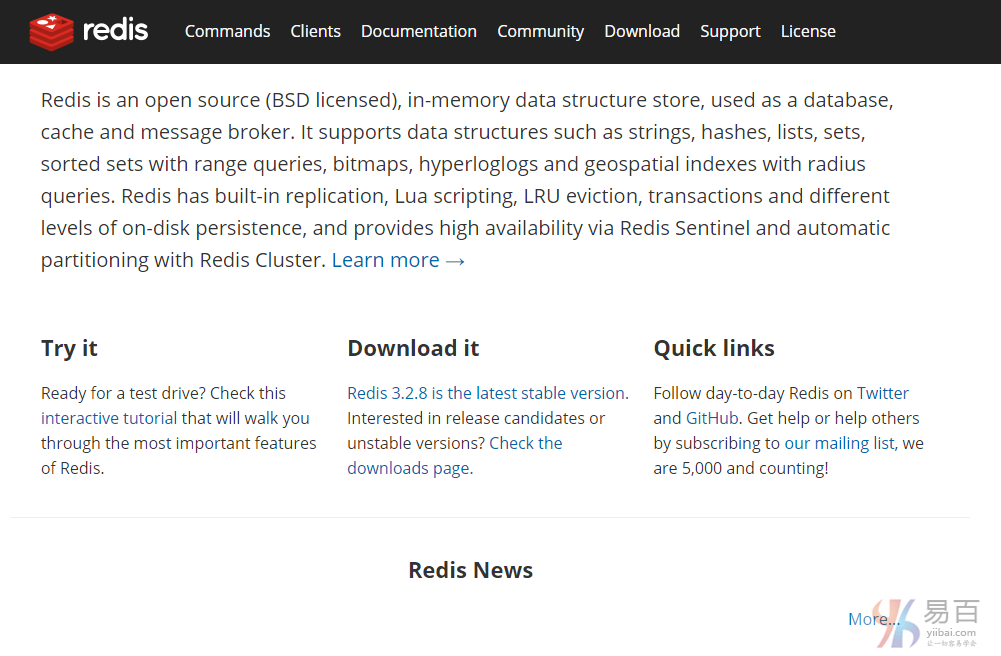 redis Commands Clients Documentation Community Download Support License
Redis is an open source (BSD licensed), in-memory data structure store, used as a database,
cache and message broker. It supports data structures such as strings, hashes, lists, sets,
sorted sets with range queries, bitmaps, hyperloglogs and geospatial indexes with radius
queries. Redis has built-in replication, Lua scripting, LRU eviction, transactions and different
levels of on-disk persistence, and provides high availability via Redis Sentinel and automatic
partitioning with Redis Cluster. Learn more →
Try it
Ready for a test drive? Check this
interactive tutorial that will walk you
through the most important features
of Redis.
Download it
Redis 3.2.8 is the latest stable version.
Interested in release candidates or
unstable versions? Check the
downloads page.
Quick links
Follow day-to-day Redis on Twitter
and GitHub. Get help or help others
by subscribing to our mailing list, we
are 5,000 and counting!
Redis News
More...
易百
yiibai.com
让一切容易学会